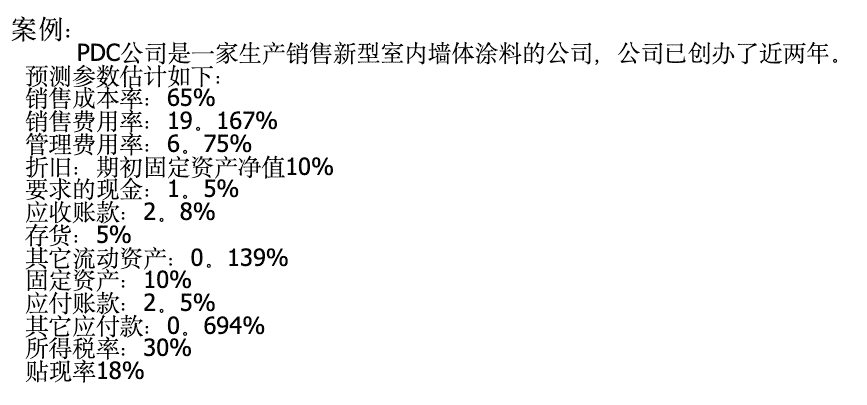 案例：
PDC公司是一家生产销售新型室内墙体涂料的公司，公司已创办了近两年。
预测参数估计如下：
销售成本率：65%
销售费用率：19。167%
管理费用率：6。75%
折旧：期初固定资产净值10%
要求的现金：1。5%
应收账款：2。8%
存货：5%
其它流动资产：0。139%
固定资产：10%
应付账款：2。5%
其它应付款：0。694%
所得税率：30%
贴现率18%